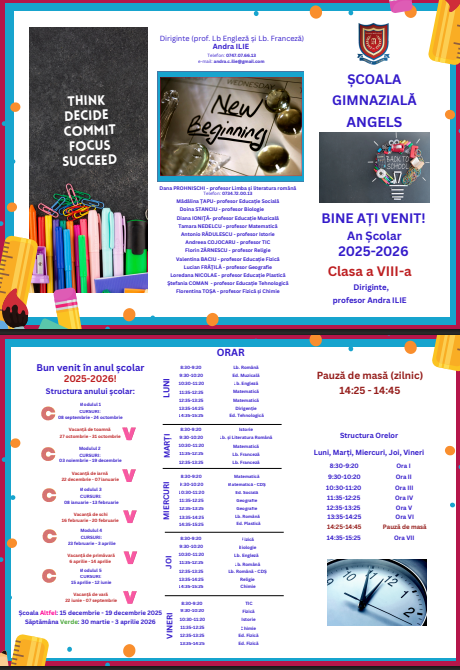 THINK
DECIDE
COMMIT
FOCUS
SUCCEED
Diriginte (prof. Lb Engleză și Lb. Franceză)
Andra ILIE
Telefon: 0767.07.66.13
e-mail: andra.c.ilie@gmail.com
WEDNESDAY
New
Beginning
Dana PROHNISCHI - profesor Limba și literatura română
Telefon: 0734.12.00.13
Mădălina ȚAPU- profesor Educație Socială
Doina STANCIU - profesor Biologie
Diana IONIȚĂ- profesor Educație Muzicală
Tamara NEDELCU - profesor Matematică
Antonia RĂDULESCU - profesor Istorie
Andreea COJOCARU - profesor TIC
Florin ZĂRNESCU - profesor Religie
Valentina BACIU - profesor Educație Fizică
Lucian FRĂȚILĂ - profesor Geografie
Loredana NICOLAE - profesor Educație Plastică
Ștefania COMAN - profesor Educație Tehnologică
Florentina TOȘA - profesor Fizică și Chimie
ȘCOALA
GIMNAZIALĂ
ANGELS
BACK TO
SCHOOL
BINE AȚI VENIT!
An Școlar
2025-2026
Clasa a VIII-a
Diriginte,
profesor Andra ILIE
Bun venit în anul școlar
2025-2026!
Structura anului școlar:
C
Modulul 1
CURSURI:
08 septembrie - 24 octombrie
Vacanță de toamnă
27 octombrie - 31 octombrie
V
C
Modulul 2
CURSURI:
03 noiembrie - 19 decembrie
Vacanță de iarnă
22 decembrie - 07 ianuarie
V
C
Modulul 3
CURSURI:
08 ianuarie - 13 februarie
Vacanță de schi
16 februarie - 20 februarie
V
C
Modulul 4
CURSURI:
23 februarie - 3 aprilie
Vacanță de primăvară
6 aprilie - 14 aprilie
V
C
Modulul 5
CURSURI:
15 aprilie - 12 iunie
Vacanță de vară
22 iunie - 07 septembrie
V
Școala Altfel: 15 decembrie - 19 decembrie 2025
Săptămâna Verde: 30 martie - 3 aprilie 2026
ORAR
LUNI
8:30-9:20 Lb. Română
9:30-10:20 Ed. Muzicală
10:30-11:20 Lb. Engleză
11:35-12:25 Matematică
12:35-13:25 Matematică
13:35-14:25 Dirigenție
14:35-15:25 Ed. Tehnologică
MARȚI
8:30-9:20 Istorie
9:30-10:20 Lb. și Literatura Română
10:30-11:20 Matematică
11:35-12:25 Lb. Franceză
12:35-13:25 Lb. Franceză
MIERCURI
8:30-9:20 Matematică
9:30-10:20 Matematică - CDȘ
10:30-11:20 Ed. Socială
11:35-12:25 Geografie
12:35-13:25 Geografie
13:35-14:25 Lb. Română
14:35-15:25 Ed. Plastică
JOI
8:30-9:20 Fizică
9:30-10:20 Biologie
10:30-11:20 Lb. Engleză
11:35-12:25 Lb. Română
12:35-13:25 Lb. Română - CDȘ
13:35-14:25 Religie
14:35-15:25 Chimie
VINERI
8:30-9:20 TIC
9:30-10:20 Fizică
10:30-11:20 Istorie
11:35-12:25 Chimie
12:35-13:25 Ed. Fizică
13:35-14:25 Ed. Fizică
Pauză de masă (zilnic)
14:25 - 14:45
Structura Orelor
Luni, Marți, Miercuri, Joi, Vineri
8:30-9:20 Ora I
9:30-10:20 Ora II
10:30-11:20 Ora III
11:35-12:25 Ora IV
12:35-13:25 Ora V
13:35-14:25 Ora VI
14:25-14:45 Pauză de masă
14:35-15:25 Ora VII